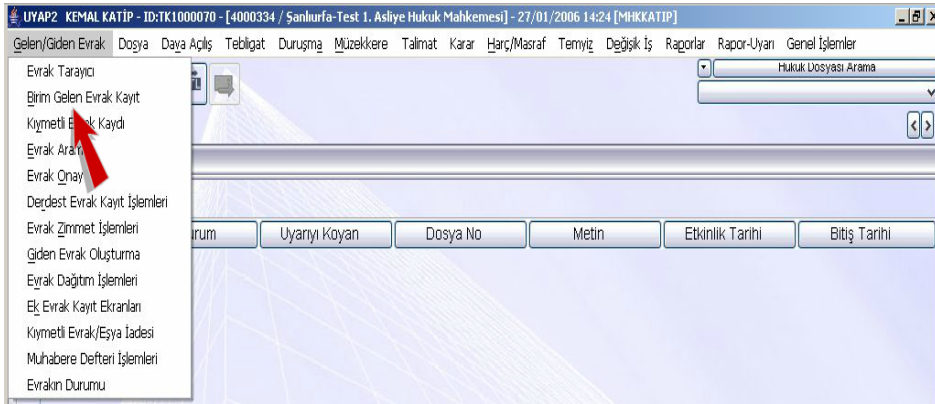 UYAP2 KEMAL KATİP - ID:TK1000070 - [4000334 / Şanlıurfa-Test 1. Asliye Hukuk Mahkemesi] - 27/01/2006 14:24 [MHKKATIP]
Gelen/Giden Evrak Dosya Dava Açılış Tebligat Duruşma Müzekkere Talimat Karar Harç/Masraf Temyiz Değişik İş Raporlar Rapor-Uyarı Genel İşlemler
Evrak Tarayıcı
Hukuk Dosyası Arama
Birim Gelen Evrak Kayıt
Kıymetli Kaydı
Evrak
Evrak Onay
Derdest Evrak Kayıt İşlemleri
Evrak Zimmet İşlemleri
Uyarıyı Koyan Dosya No Metin Etkinlik Tarihi Bitiş Tarihi
Giden Evrak Oluşturma
Evrak Dağıtım İşlemleri
Ek Evrak Kayıt Ekranları
Kıymetli Evrak/Eşya İadesi
Muhabere Defteri İşlemleri
Evrakın Durumu